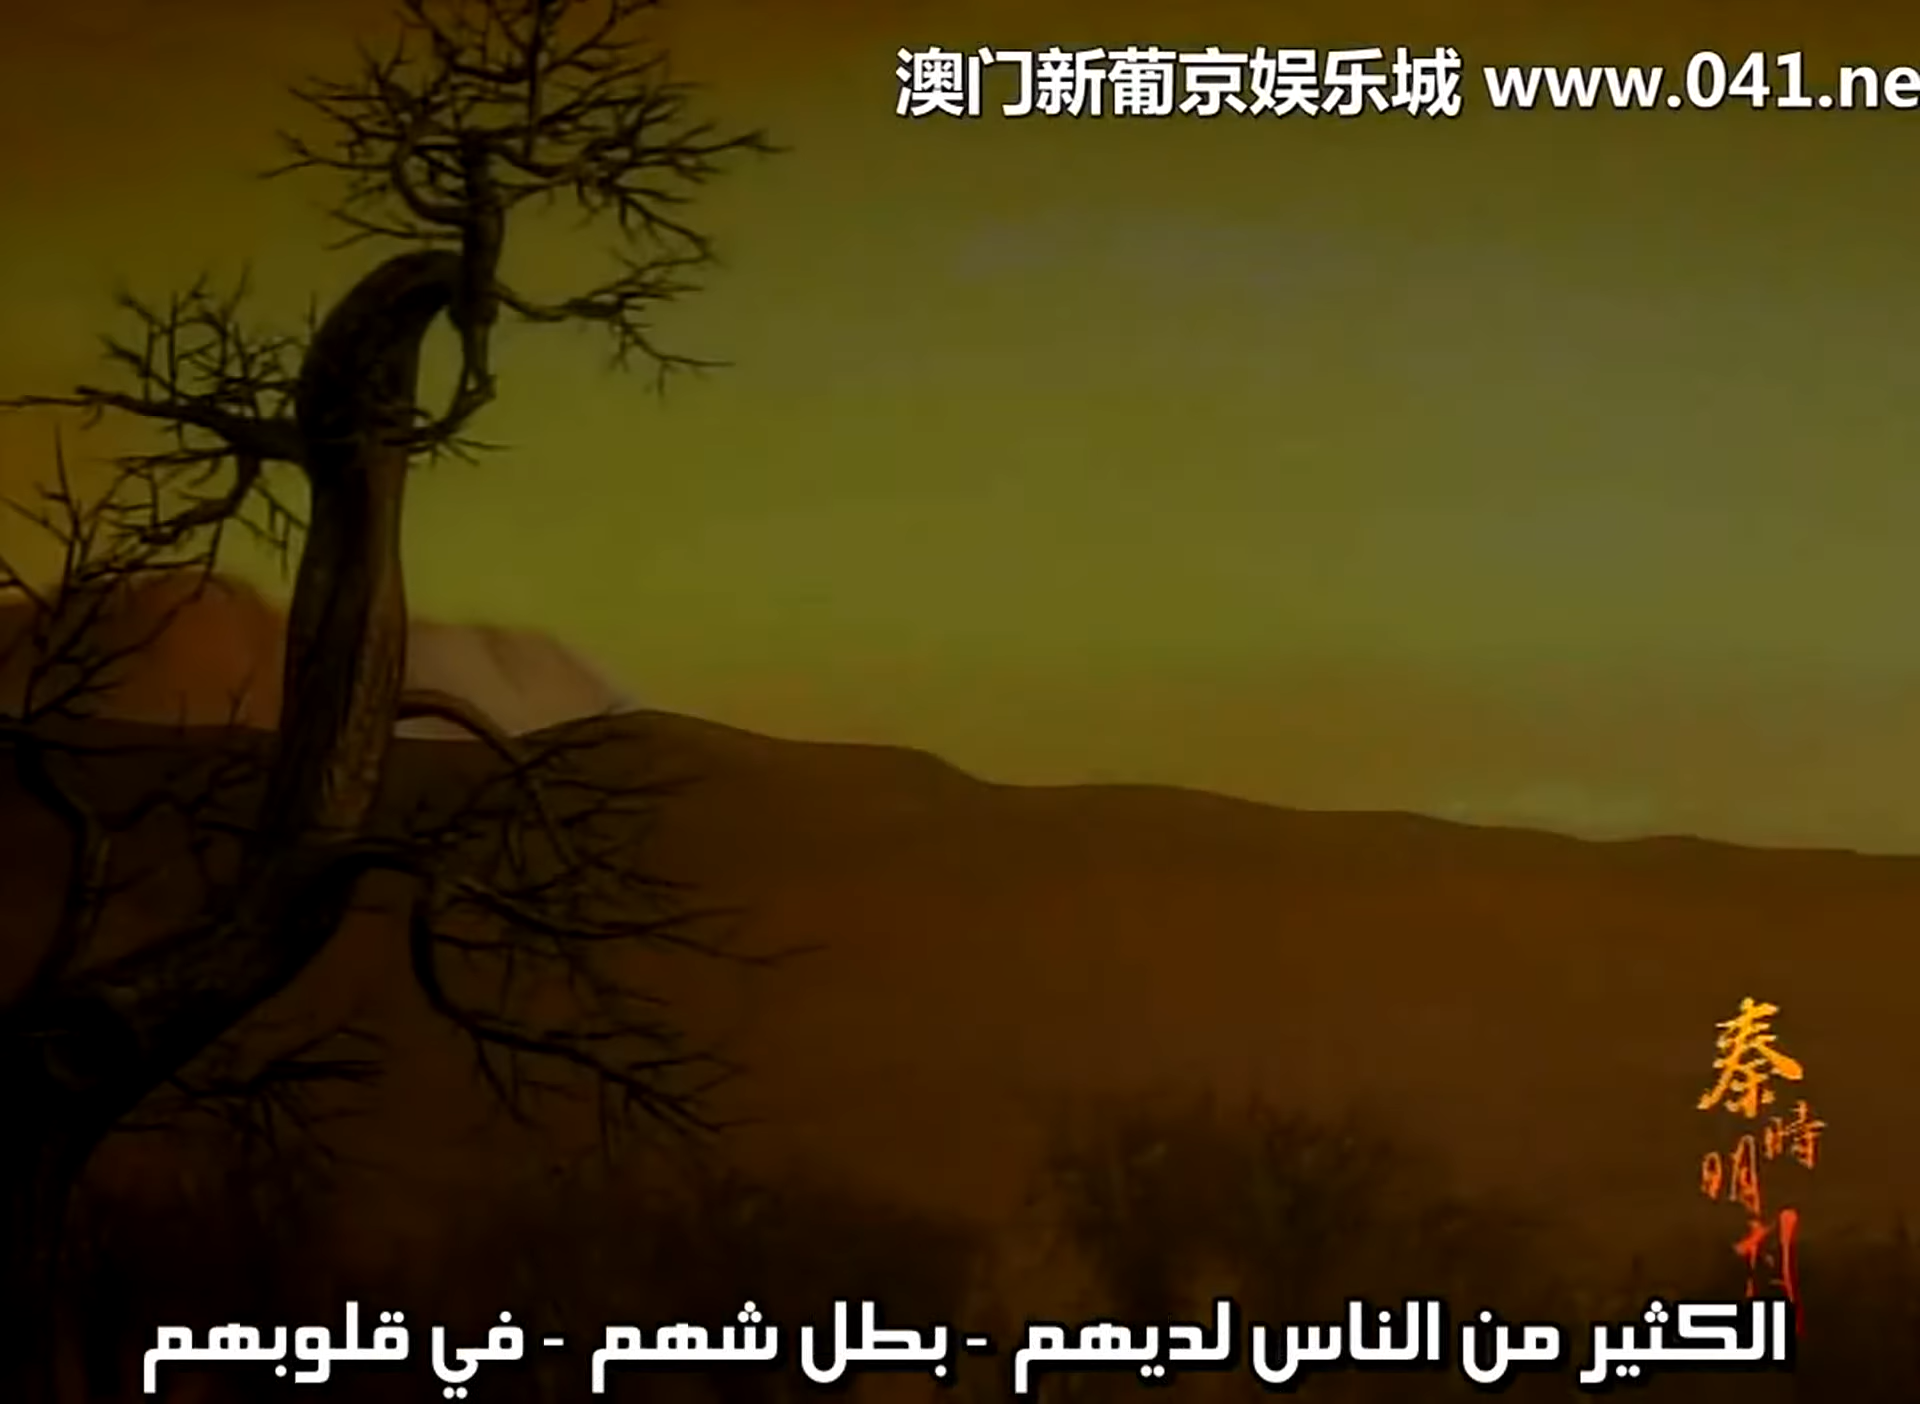 澳门新葡京娱乐城 www.041.ne
秦
時
明
月
الكثير من الناس لديهم - بطل شهم - في قلوبهم